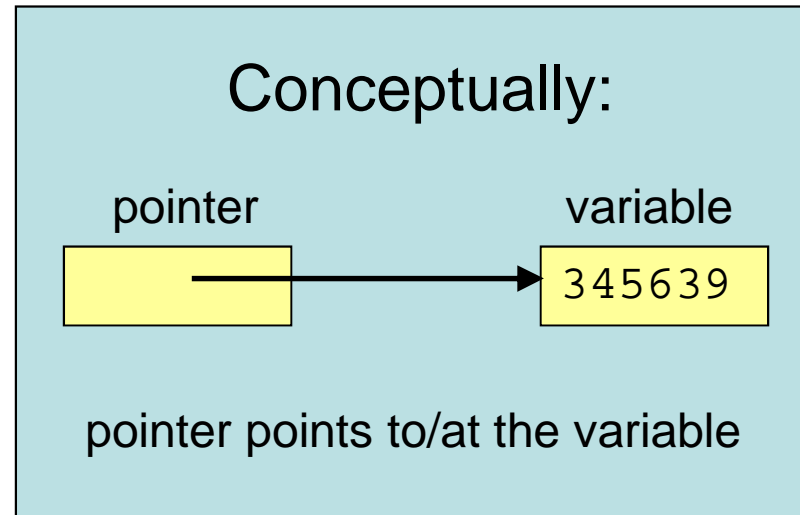 Conceptually:
pointer variable
345639
pointer points to/at the variable